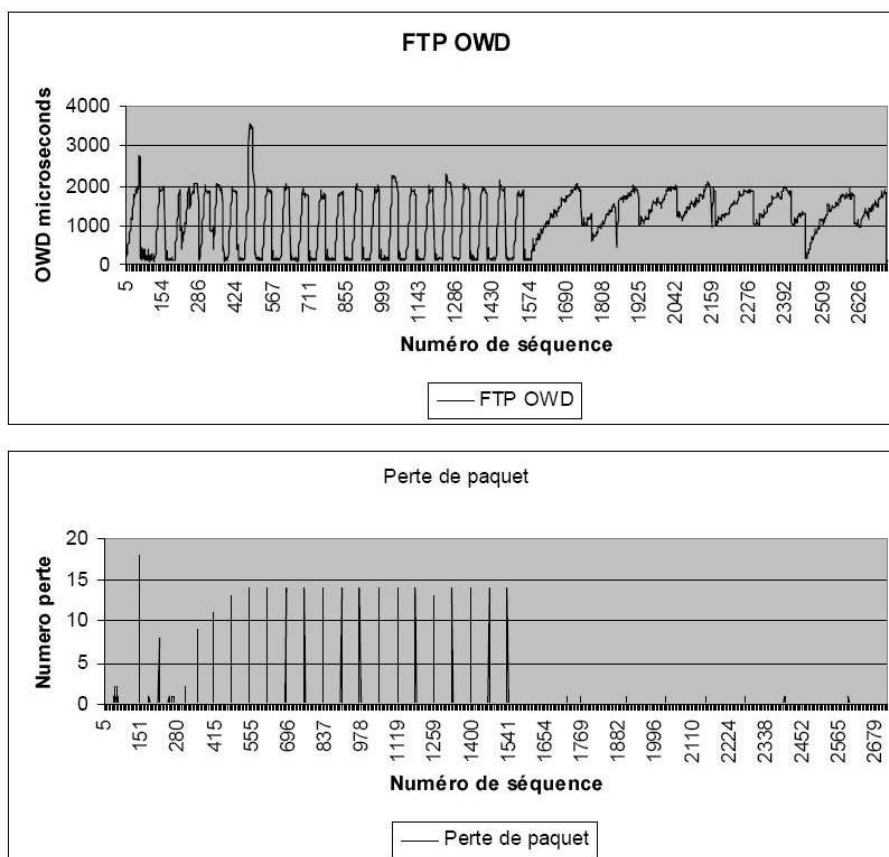 FTP OWD
OWD microseconds
4000
3000
2000
1000
0
5 154 286 424 567 711 855 999 1143 1286 1430 1574 1690 1808 1925 2042 2159 2276 2392 2509 2626
Numéro de séquence
FTP OWD
Perte de paquet
Numero perte
20
15
10
5
0
5 151 280 415 555 696 837 978 1119 1259 1400 1541 1654 1769 1882 1996 2110 2224 2338 2452 2565 2679
Numéro de séquence
Perte de paquet